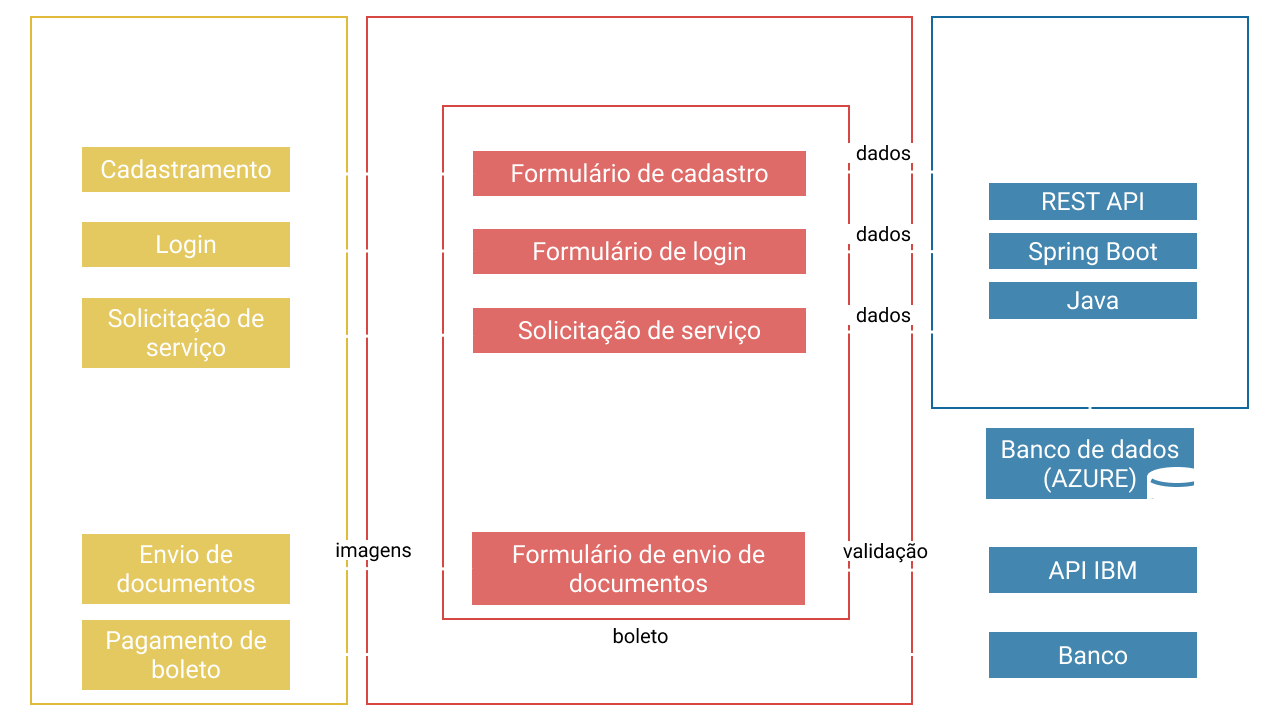 Cadastramento
Login
Solicitação de
serviço
Envio de
documentos
Pagamento de
boleto
imagens
Formulário de cadastro
Formulário de login
Solicitação de serviço
Formulário de envio de
documentos
boleto
dados
dados
dados
validação
REST API
Spring Boot
Java
Banco de dados
(AZURE)
API IBM
Banco